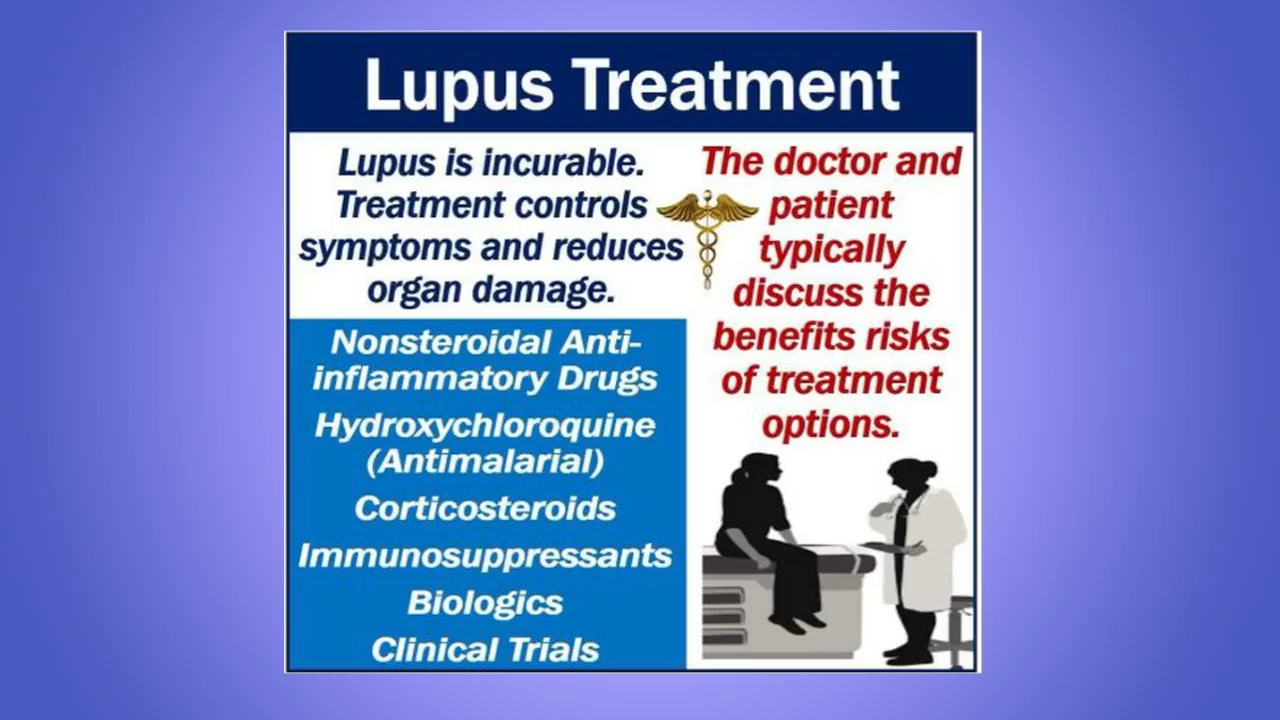 Lupus Treatment
Lupus is incurable.
Treatment controls
symptoms and reduces
organ damage.
Nonsteroidal Anti-
inflammatory Drugs
Hydroxychloroquine
(Antimalarial)
Corticosteroids
Immunosuppressants
Biologics
Clinical Trials
The doctor and
patient
typically
discuss the
benefits risks
of treatment
options.